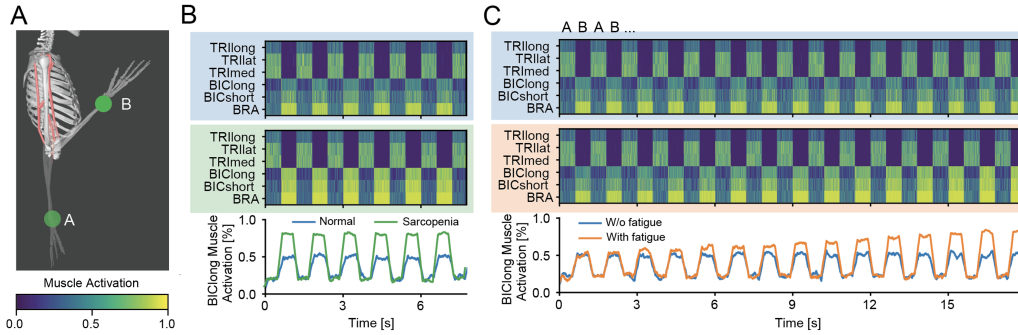 A
B
A
Muscle Activation
0.0
0.5
1.0
B
TRIlong
TRIlat
TRImed
BIClong
BICshort
BRA
TRIlong
TRIlat
TRImed
BIClong
BICshort
BRA
BIClong Muscle
Activation [%]
1.0
0.5
0.0
Normal
Sarcopenia
3
6
Time [s]
C
A B A B ...
TRIlong
TRIlat
TRImed
BIClong
BICshort
BRA
TRIlong
TRIlat
TRImed
BIClong
BICshort
BRA
BIClong Muscle
Activation [%]
1.0
0.5
0.0
W/o fatigue
With fatigue
0
3
6
9
12
15
Time [s]